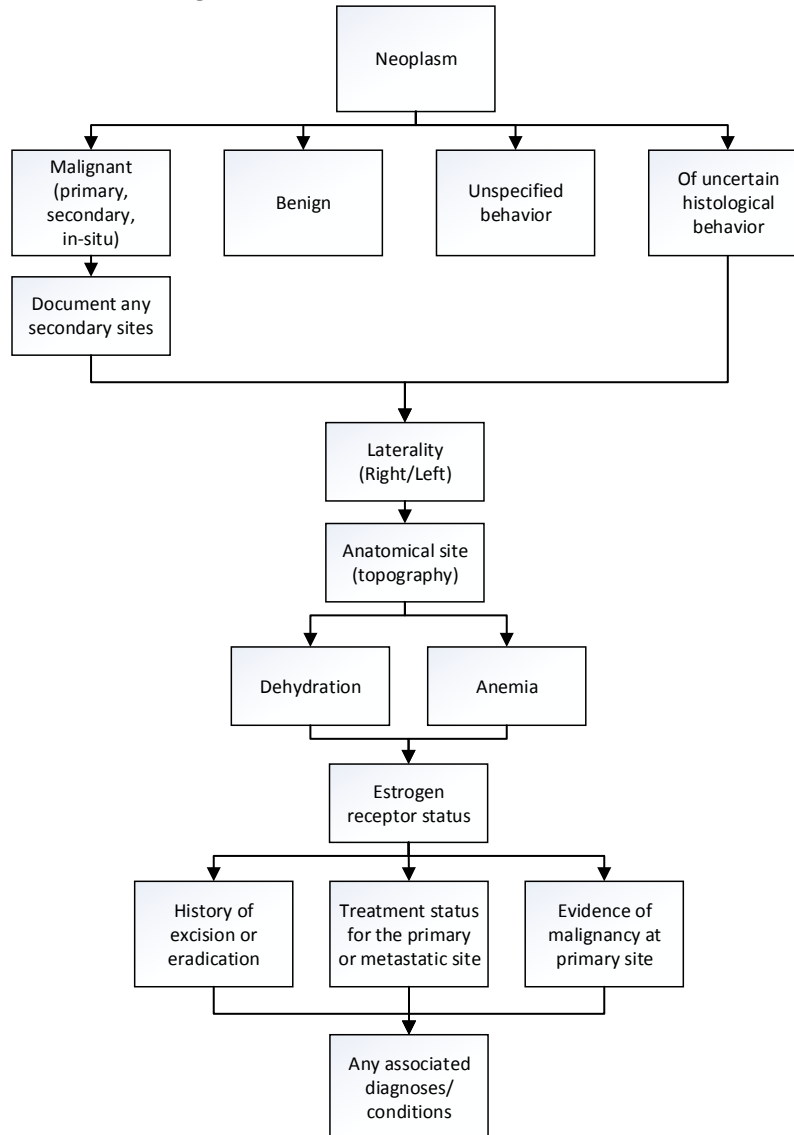 Neoplasm
Malignant
(primary,
secondary,
in-situ)
Benign
Unspecified
behavior
Of uncertain
histological
behavior
Document any
secondary sites
Laterality
(Right/Left)
Anatomical site
(topography)
Dehydration
Anemia
Estrogen
receptor status
History of
excision or
eradication
Treatment status
for the primary
or metastatic site
Evidence of
malignancy at
primary site
Any associated
diagnoses/
conditions